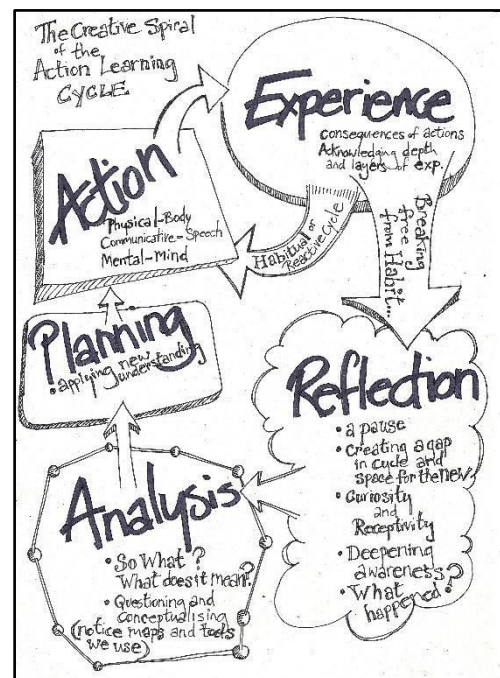 The Creative Spiral
of the
Action Learning
CYCLE
Experience
consequences of actions
Acknowledging depth
and layers of exp.
Action
Physical-Body
Communicative-Speech
Mental-Mind
Habitual or
Reactive Cycle
Breaking
free
from Habit...
Planning
• applying new
understanding
Reflection
• a pause
• Creating a gap
in cycle and
space for the new
• Curiosity
and
Receptivity
• Deepening
awareness
• What
happened?
Analysis
• So What?
What does it mean?
• Questioning and
conceptualising
(notice maps and tools
we use)